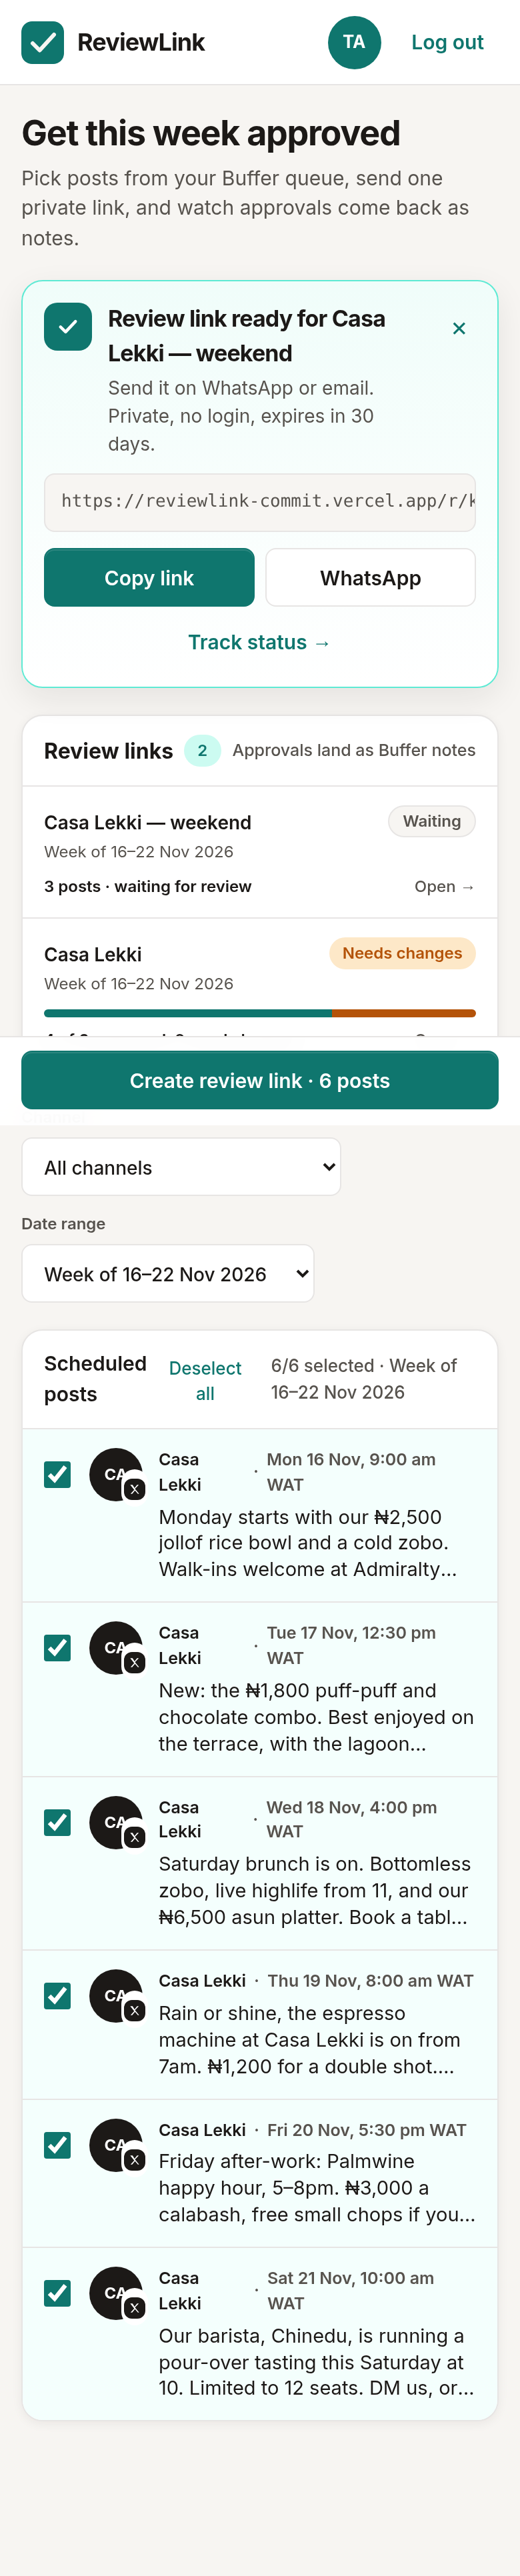 ReviewLink
TA
Log out
Get this week approved
Pick posts from your Buffer queue, send one
private link, and watch approvals come back as
notes.
Review link ready for Casa
Lekki — weekend
✕
Send it on WhatsApp or email.
Private, no login, expires in 30
days.
https://reviewlink-commit.vercel.app/r/k
Copy link
WhatsApp
Track status →
Review links
2
Approvals land as Buffer notes
Casa Lekki — weekend
Waiting
Week of 16–22 Nov 2026
3 posts · waiting for review
Open →
Casa Lekki
Needs changes
Week of 16–22 Nov 2026
Create review link · 6 posts
All channels
Date range
Week of 16–22 Nov 2026
Scheduled
posts
Deselect
all
6/6 selected · Week of
16–22 Nov 2026
CA
X
Casa
Lekki
·
Mon 16 Nov, 9:00 am
WAT
Monday starts with our ₦2,500
jollof rice bowl and a cold zobo.
Walk-ins welcome at Admiralty…
CA
X
Casa
Lekki
·
Tue 17 Nov, 12:30 pm
WAT
New: the ₦1,800 puff-puff and
chocolate combo. Best enjoyed on
the terrace, with the lagoon…
CA
X
Casa
Lekki
·
Wed 18 Nov, 4:00 pm
WAT
Saturday brunch is on. Bottomless
zobo, live highlife from 11, and our
₦6,500 asun platter. Book a tabl…
CA
X
Casa Lekki · Thu 19 Nov, 8:00 am WAT
Rain or shine, the espresso
machine at Casa Lekki is on from
7am. ₦1,200 for a double shot.…
CA
X
Casa Lekki · Fri 20 Nov, 5:30 pm WAT
Friday after-work: Palmwine
happy hour, 5–8pm. ₦3,000 a
calabash, free small chops if you…
CA
X
Casa
Lekki
·
Sat 21 Nov, 10:00 am
WAT
Our barista, Chinedu, is running a
pour-over tasting this Saturday at
10. Limited to 12 seats. DM us, or…